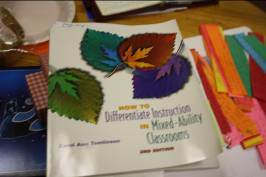 HOW TO
Differentiate Instruction
IN Mixed-Ability
Classrooms
2ND EDITION
Carol Ann Tomlinson